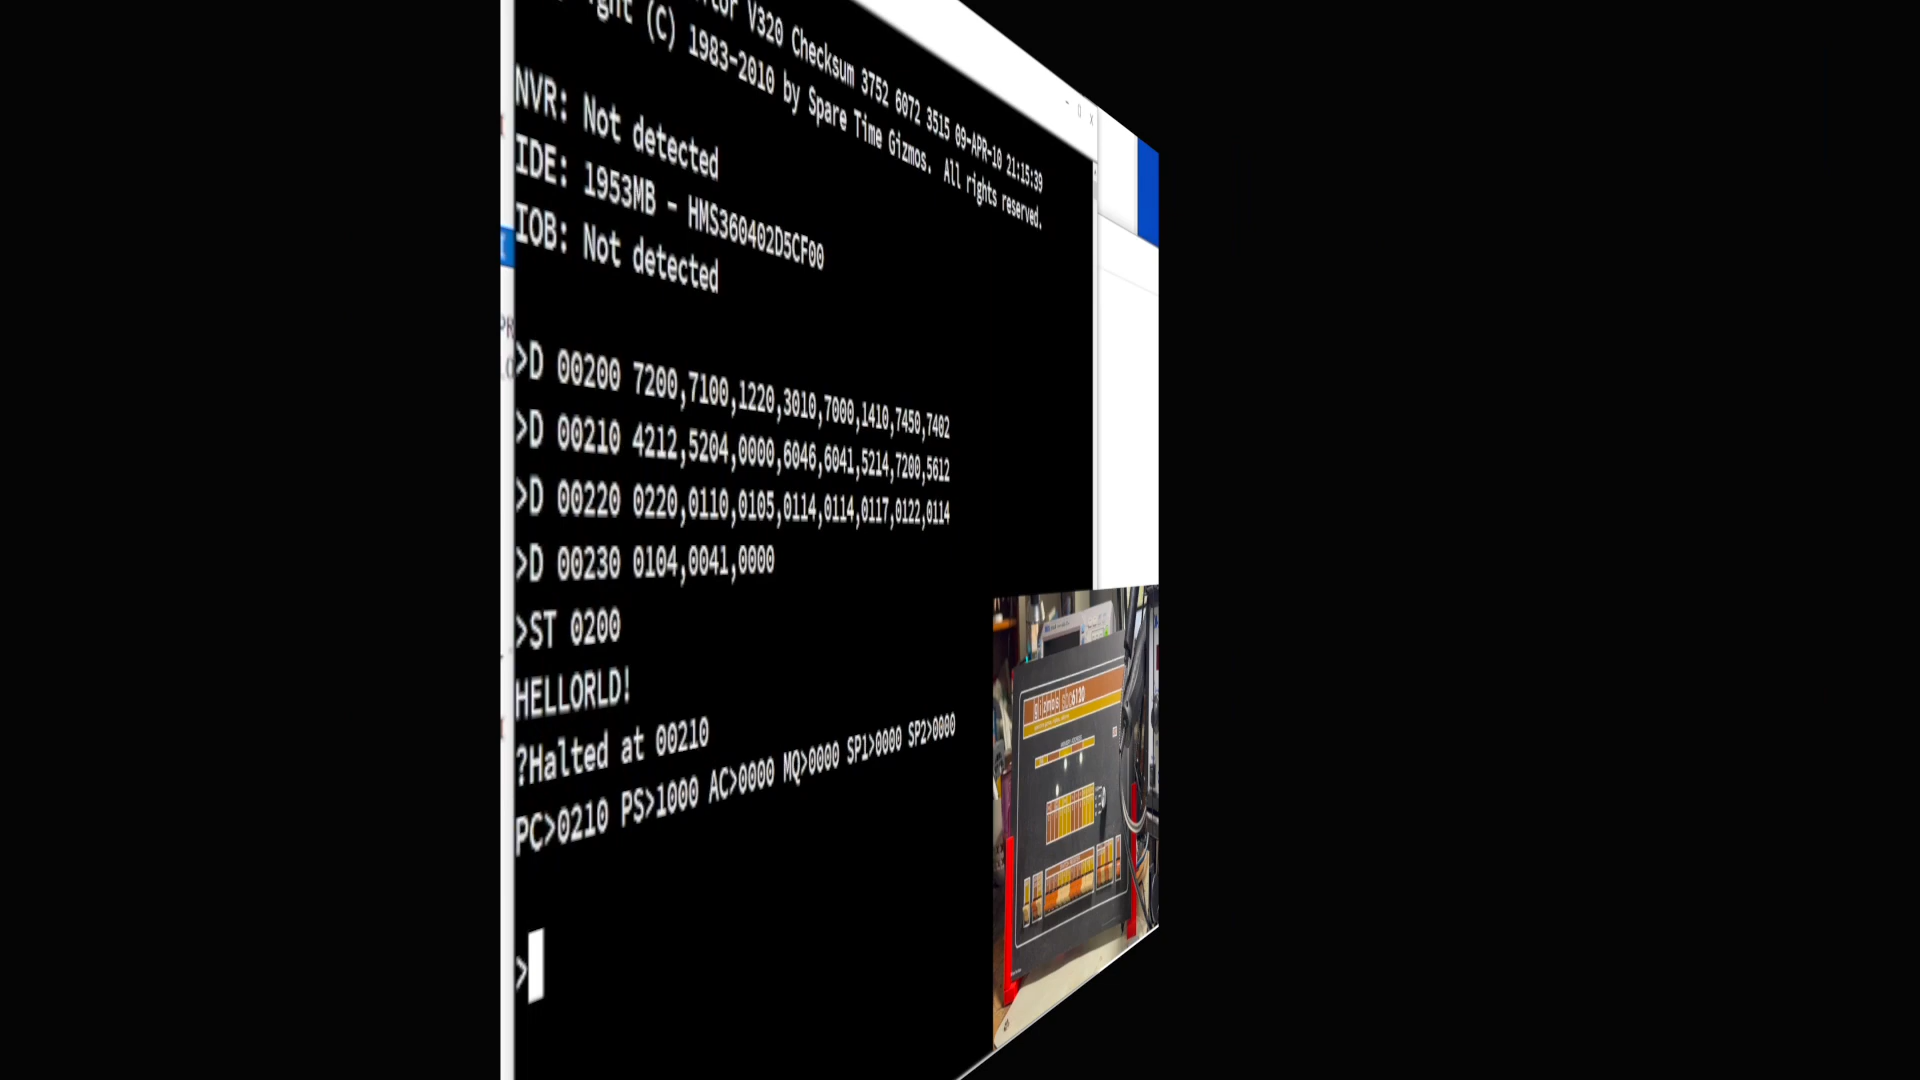 V320 Checksum 3752 6072 3515 09-APR-10 21:15:39
(C) 1983-2010 by Spare Time Gizmos. All rights reserved.
NVR: Not detected
IDE: 1953MB - HMS360402D5CF00
IOB: Not detected
>D 00200 7200,7100,1220,3010,7000,1410,7450,7402
>D 00210 4212,5204,0000,6046,6041,5214,7200,5612
>D 00220 0220,0110,0105,0114,0114,0117,0122,0114
>D 00230 0104,0041,0000
>ST 0200
HELLORLD!
?Halted at 00210
PC>0210 PS>1000 AC>0000 MQ>0000 SP1>0000 SP2>0000
>
sbc6120